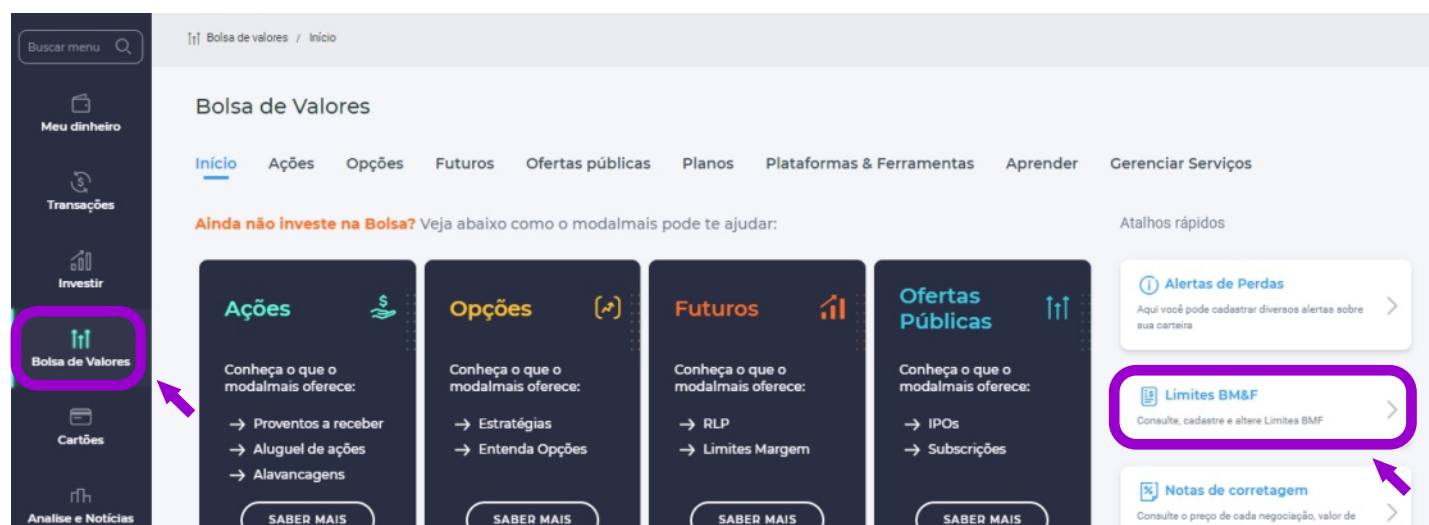 Buscar menu
Meu dinheiro
Transações
Investir
Bolsa de Valores
Cartões
Analise e Notícias
Bolsa de valores / Início
Bolsa de Valores
Início Ações Opções Futuros Ofertas públicas Planos Plataformas & Ferramentas Aprender Gerenciar Serviços
Ainda não investe na Bolsa? Veja abaixo como o modalmais pode te ajudar:
Ações
Conheça o que o
modalmais oferece:
→ Proventos a receber
→ Aluguel de ações
→ Alavancagens
SABER MAIS
Opções
Conheça o que o
modalmais oferece:
→ Estratégias
→ Entenda Opções
SABER MAIS
Futuros
Conheça o que o
modalmais oferece:
→ RLP
→ Limites Margem
SABER MAIS
Ofertas
Públicas
Conheça o que o
modalmais oferece:
→ IPOs
→ Subscrições
SABER MAIS
Atalhos rápidos
Alertas de Perdas
Aqui você pode cadastrar diversos alertas sobre
sua carteira
Limites BM&F
Consulte, cadastre e altere Limites BMF
Notas de corretagem
Consulte o preço de cada negociação, valor de